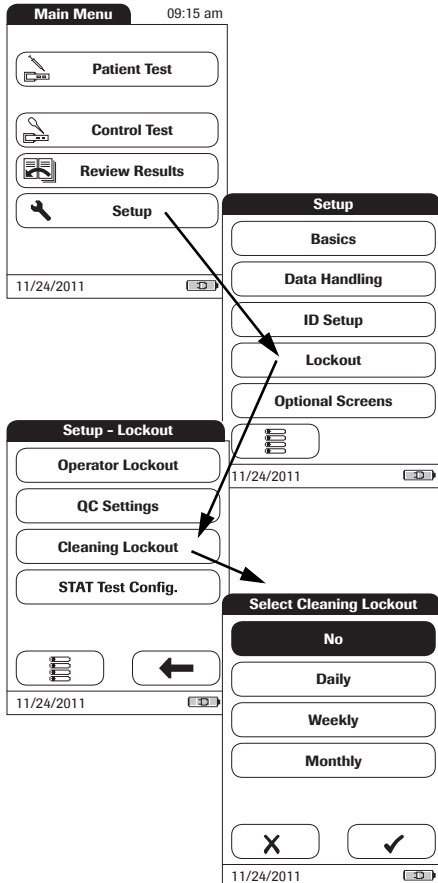 Main Menu 09:15 am
Patient Test
Control Test
Review Results
Setup
11/24/2011
Setup
Basics
Data Handling
ID Setup
Lockout
Optional Screens
11/24/2011
Setup - Lockout
Operator Lockout
QC Settings
Cleaning Lockout
STAT Test Config.
11/24/2011
Select Cleaning Lockout
No
Daily
Weekly
Monthly
11/24/2011